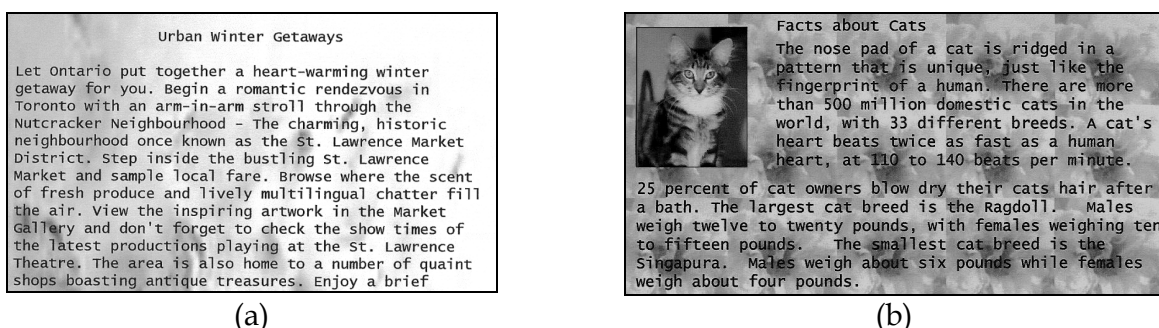 Urban Winter Getaways
Let Ontario put together a heart-warming winter
getaway for you. Begin a romantic rendezvous in
Toronto with an arm-in-arm stroll through the
Nutcracker Neighbourhood - The charming, historic
neighbourhood once known as the St. Lawrence Market
District. Step inside the bustling St. Lawrence
Market and sample local fare. Browse where the scent
of fresh produce and lively multilingual chatter fill
the air. View the inspiring artwork in the Market
Gallery and don't forget to check the show times of
the latest productions playing at the St. Lawrence
Theatre. The area is also home to a number of quaint
shops boasting antique treasures. Enjoy a brief
(a)
Facts about Cats
The nose pad of a cat is ridged in a
pattern that is unique, just like the
fingerprint of a human. There are more
than 500 million domestic cats in the
world, with 33 different breeds. A cat's
heart beats twice as fast as a human
heart, at 110 to 140 beats per minute.
25 percent of cat owners blow dry their cats hair after
a bath. The largest cat breed is the Ragdoll. Males
weigh twelve to twenty pounds, with females weighing ten
to fifteen pounds. The smallest cat breed is the
Singapura. Males weigh about six pounds while females
weigh about four pounds.
(b)